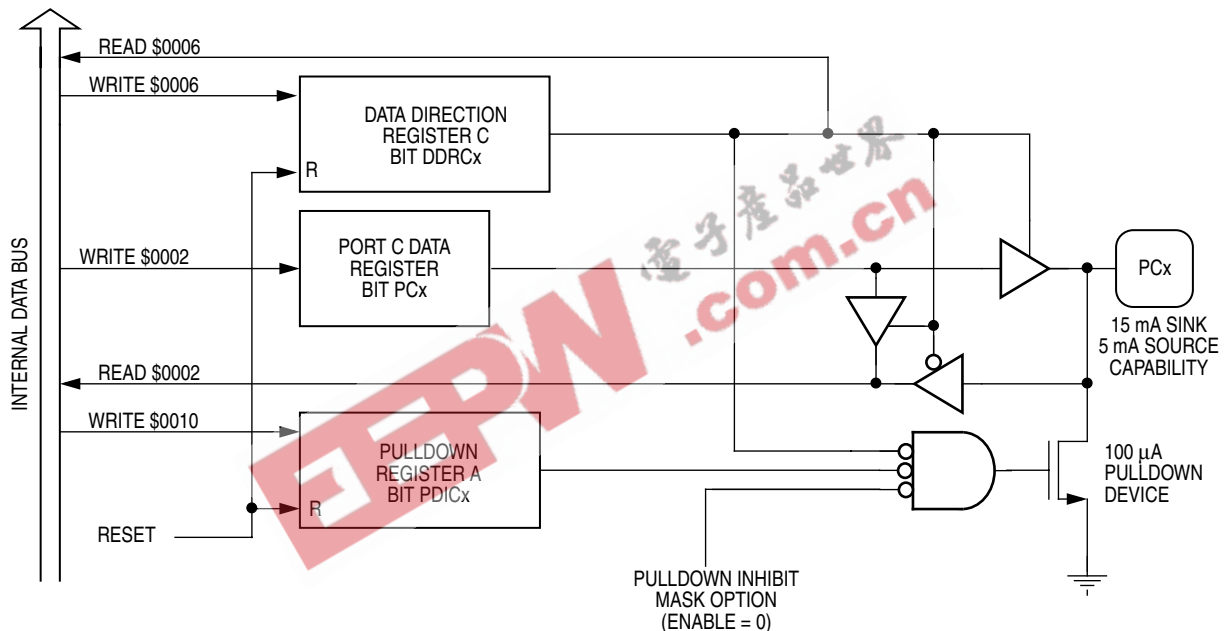 READ $0006
WRITE $0006
DATA DIRECTION
REGISTER C
BIT DDRCx
R
WRITE $0002
PORT C DATA
REGISTER
BIT PCx
PCx
15 mA SINK
5 mA SOURCE
CAPABILITY
READ $0002
WRITE $0010
PULLDOWN
REGISTER A
BIT PDICx
R
RESET
100 µA
PULLDOWN
DEVICE
PULLDOWN INHIBIT
MASK OPTION
(ENABLE = 0)
INTERNAL DATA BUS
EEPW
電子產品世界
.com.cn